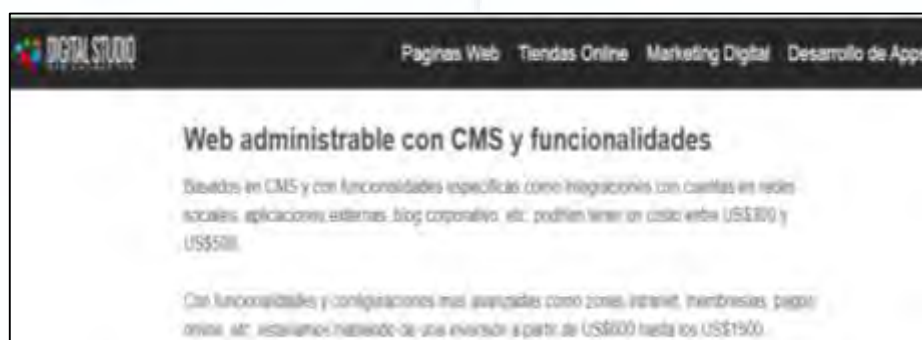 DIGITAL STUDIO
Paginas Web Tiendas Online Marketing Digital Desarrollo de Apps
Web administrable con CMS y funcionalidades
Basados en CMS y con funcionalidades específicas como integraciones con cuentas en redes
sociales, aplicaciones externas, blog corporativo, etc. podrían tener un costo entre US$300 y
US$500.
Con funcionalidades y configuraciones mas avanzadas como zonas intranet, membresias, pagos
online, etc. estariamos hablando de una inversión a partir de US$600 hasta los US$1500.